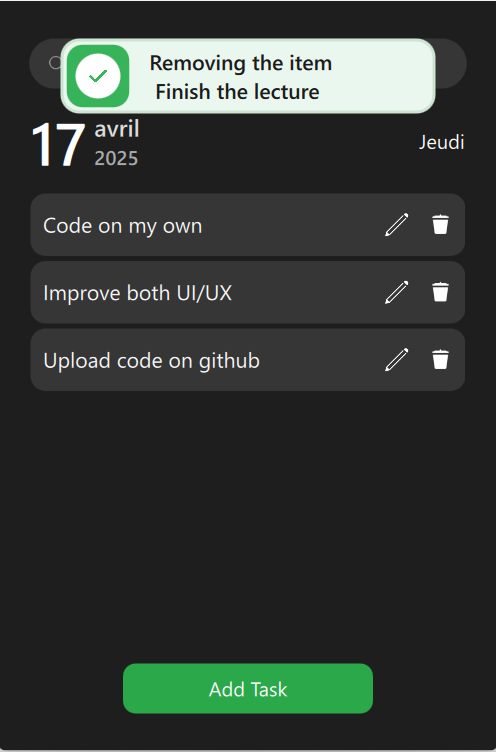 Removing the item
Finish the lecture
17
avril
2025
Jeudi
Code on my own
Improve both UI/UX
Upload code on github
Add Task